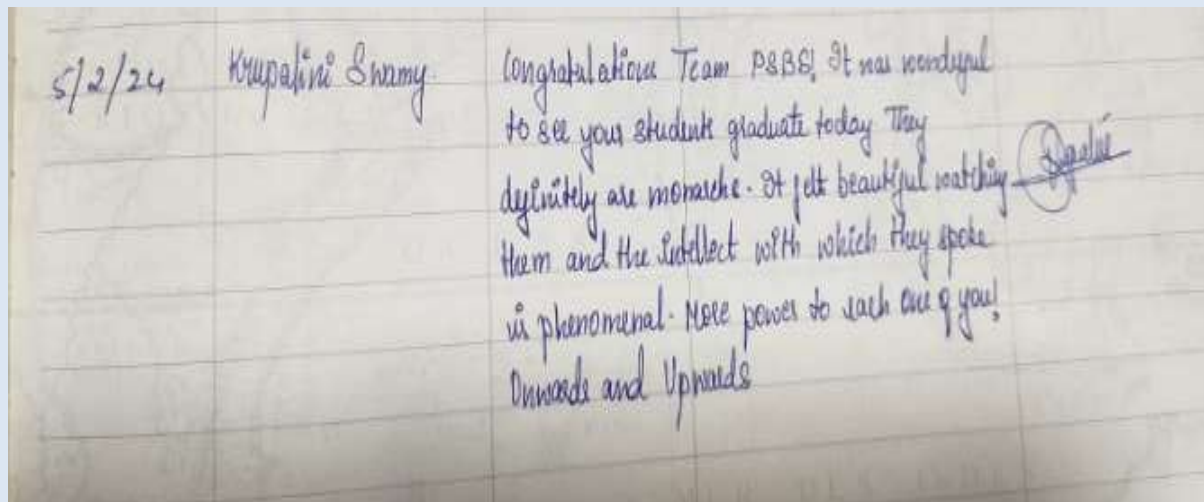 5/2/24 Krupalini Swamy Congratulations Team PSBS! It was wonderful
to see your students graduate today They
definitely are monarchs. It felt beautiful watching
them and the intellect with which they spoke
is phenomenal. More power to each one of you!
Onwards and Upwards